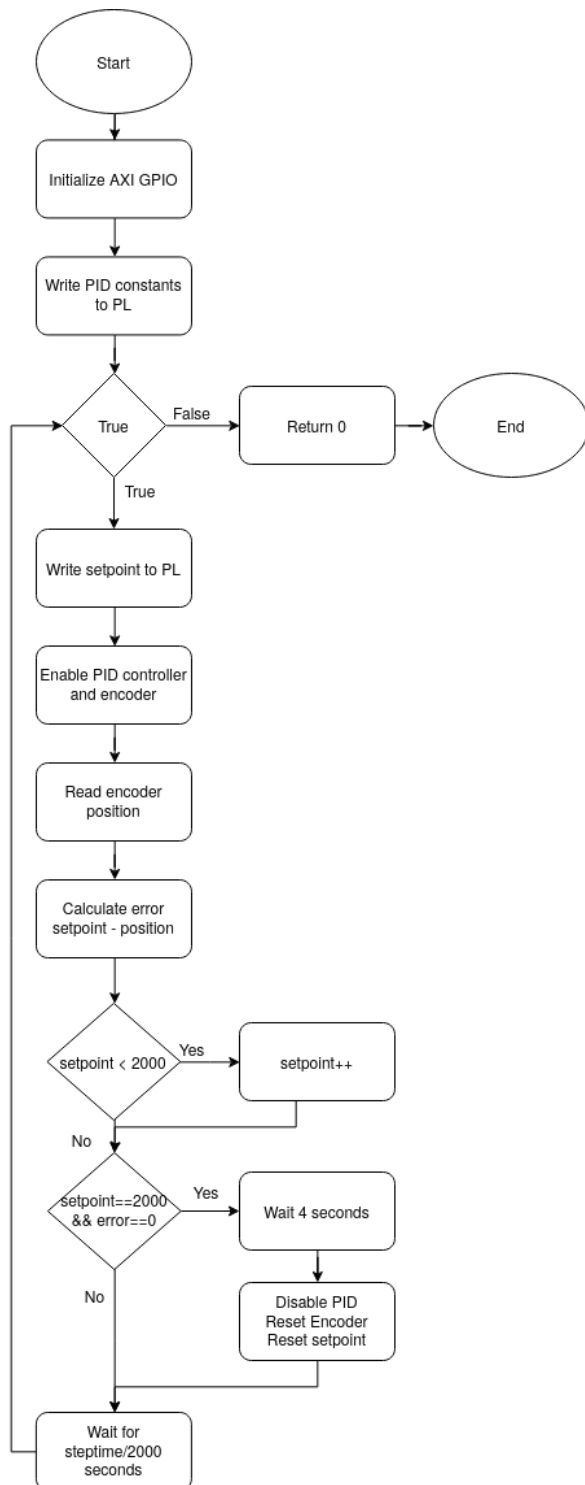 Start
Initialize AXI GPIO
Write PID constants
to PL
True
False
Return 0
End
True
Write setpoint to PL
Enable PID controller
and encoder
Read encoder
position
Calculate error
setpoint - position
setpoint < 2000
Yes
setpoint++
No
setpoint==2000
&& error==0
Yes
Wait 4 seconds
No
Disable PID
Reset Encoder
Reset setpoint
Wait for
steptime/2000
seconds